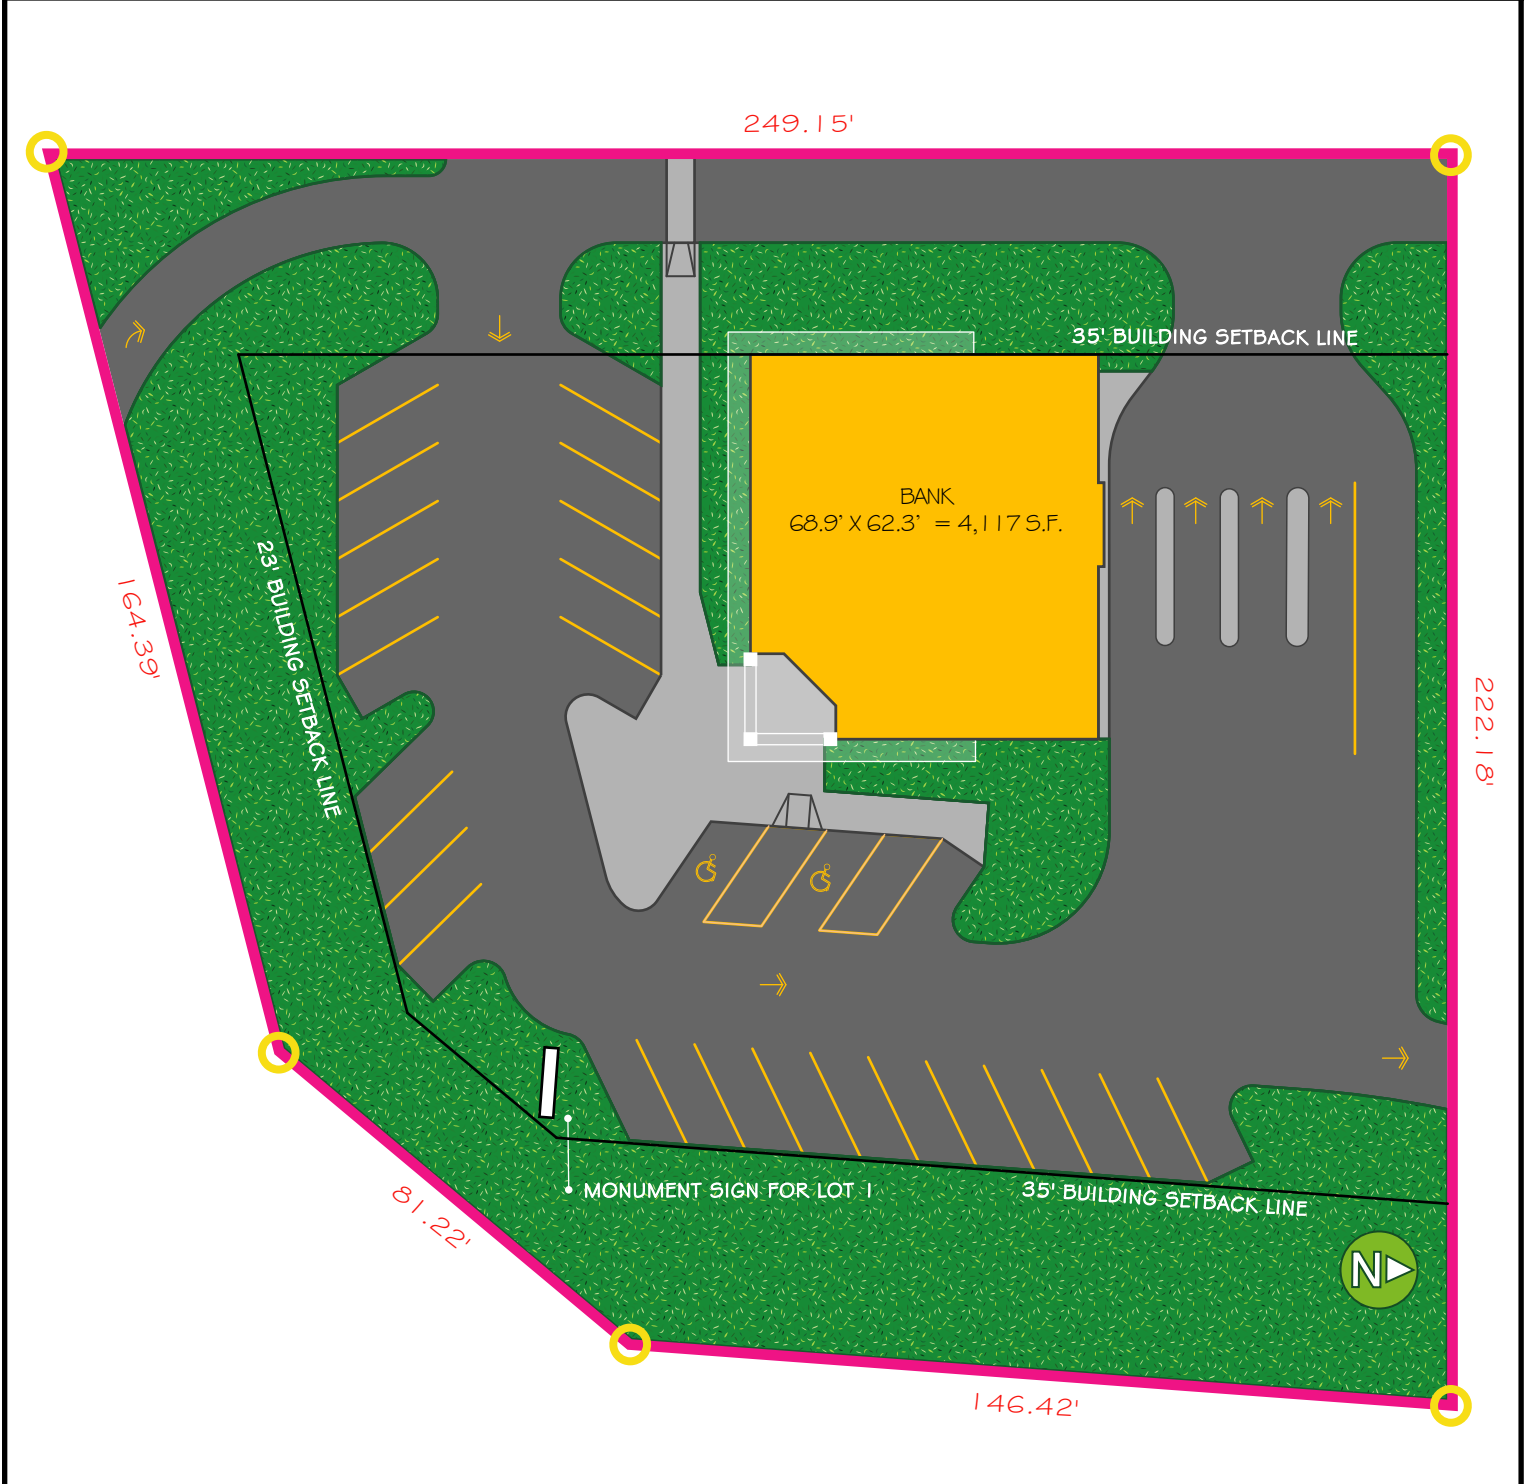 249.15'
35' BUILDING SETBACK LINE
BANK
68.9' X 62.3' = 4,117 S.F.
23' BUILDING SETBACK LINE
164.39'
222.18'
MONUMENT SIGN FOR LOT 1
35' BUILDING SETBACK LINE
81.22'
N
146.42'